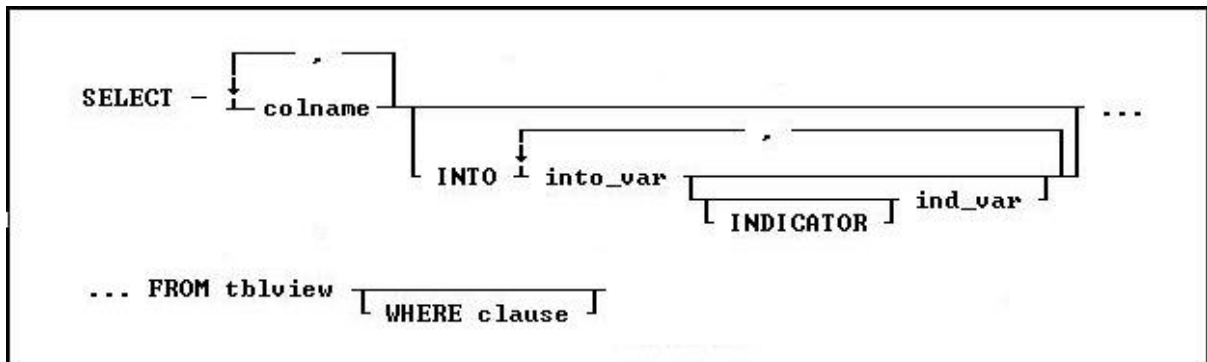 ,
SELECT colname ...
,
INTO into_var
INDICATOR ind_var
... FROM tblview
WHERE clause